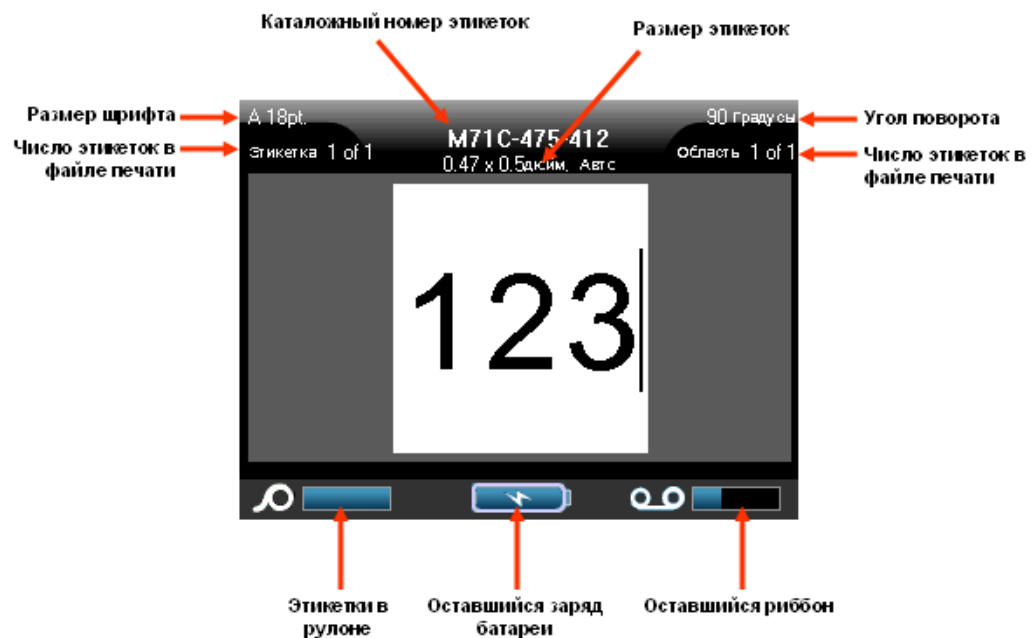 Каталожный номер этикеток
Размер этикеток
Размер шрифта
A 18pt.
90 градусы
Угол поворота
Число этикеток в
файле печати
Этикетка 1 of 1
M71C-475-412
0.47 x 0.5дюйм, Авто
Область 1 of 1
Число этикеток в
файле печати
123
Этикетки в
рулоне
Оставшийся заряд
батареи
Оставшийся риббон